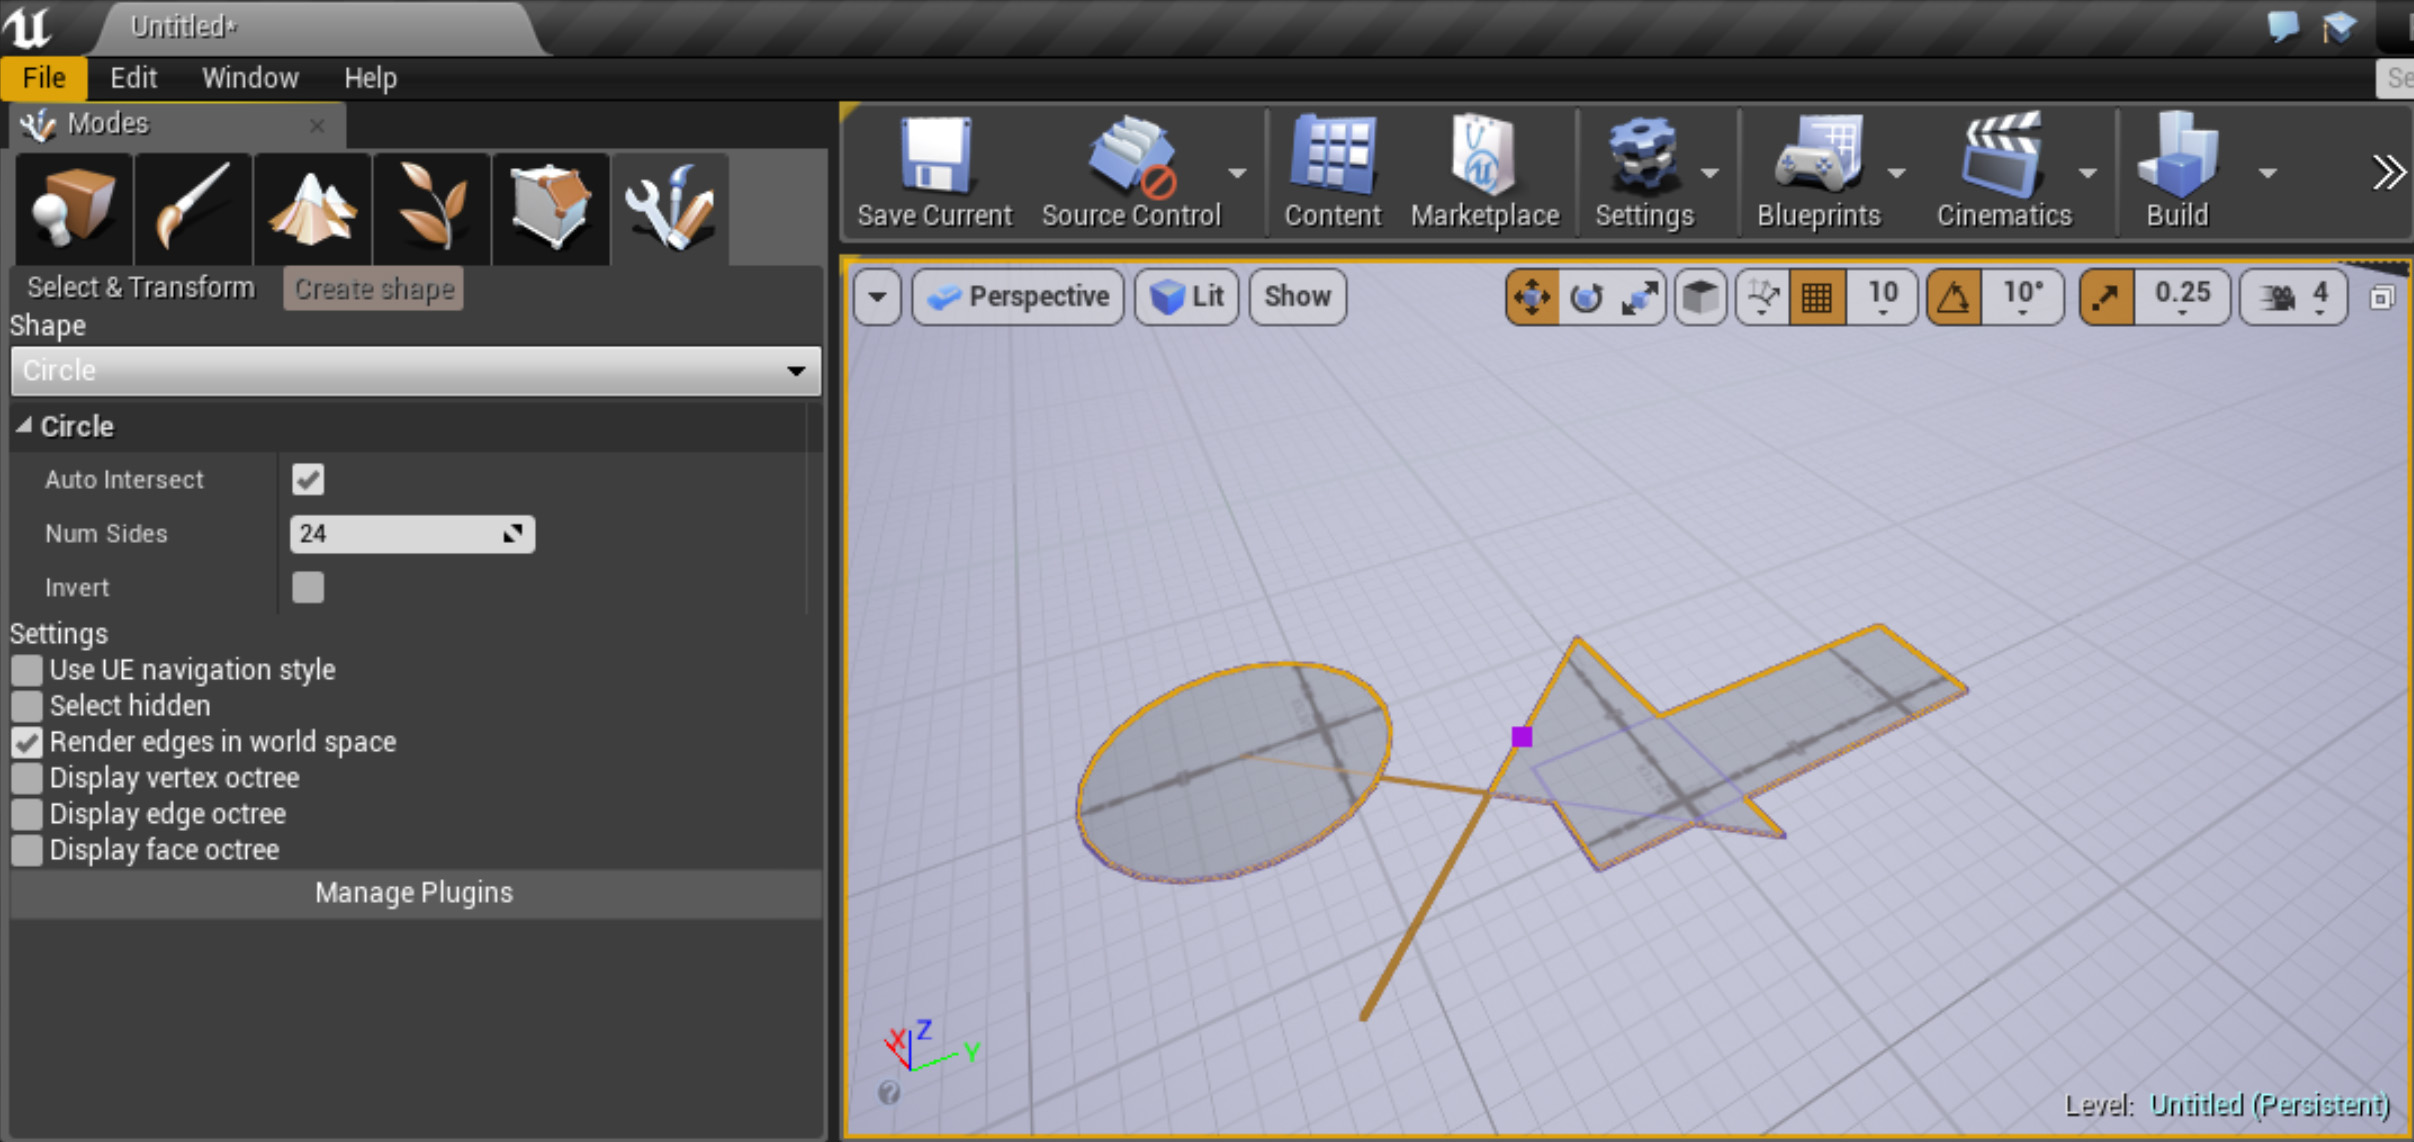 Untitled*
File Edit Window Help
Modes
Save Current Source Control Content Marketplace Settings Blueprints Cinematics Build
Select & Transform Create shape
Perspective Lit Show 10 10° 0.25 4
Shape
Circle
Circle
Auto Intersect
Num Sides 24
Invert
Settings
Use UE navigation style
Select hidden
Render edges in world space
Display vertex octree
Display edge octree
Display face octree
Manage Plugins
X Z Y
Level: Untitled (Persistent)